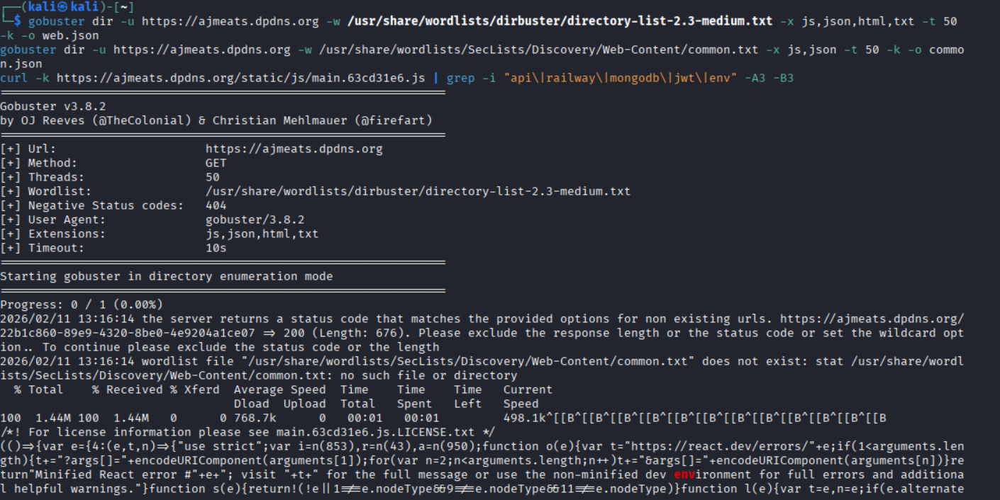 ┌──(kali㉿kali)-[~]
└─$ gobuster dir -u https://ajmeats.dpdns.org -w /usr/share/wordlists/dirbuster/directory-list-2.3-medium.txt -x js,json,html,txt -t 50
-k -o web.json
gobuster dir -u https://ajmeats.dpdns.org -w /usr/share/wordlists/SecLists/Discovery/Web-Content/common.txt -x js,json -t 50 -k -o commo
n.json
curl -k https://ajmeats.dpdns.org/static/js/main.63cd31e6.js | grep -i "api\|railway\|mongodb\|jwt\|env" -A3 -B3
===============================================================
Gobuster v3.8.2
by OJ Reeves (@TheColonial) & Christian Mehlmauer (@firefart)
===============================================================
[+] Url:                     https://ajmeats.dpdns.org
[+] Method:                  GET
[+] Threads:                 50
[+] Wordlist:                /usr/share/wordlists/dirbuster/directory-list-2.3-medium.txt
[+] Negative Status codes:   404
[+] User Agent:              gobuster/3.8.2
[+] Extensions:              js,json,html,txt
[+] Timeout:                 10s
===============================================================
Starting gobuster in directory enumeration mode
===============================================================
Progress: 0 / 1 (0.00%)
2026/02/11 13:16:14 the server returns a status code that matches the provided options for non existing urls. https://ajmeats.dpdns.org/
22b1c860-89e9-4320-8be0-4e9204a1ce07 => 200 (Length: 676). Please exclude the response length or the status code or set the wildcard opt
ion.. To continue please exclude the status code or the length
2026/02/11 13:16:14 wordlist file "/usr/share/wordlists/SecLists/Discovery/Web-Content/common.txt" does not exist: stat /usr/share/wordl
ists/SecLists/Discovery/Web-Content/common.txt: no such file or directory
  % Total    % Received % Xferd  Average Speed   Time    Time     Time   Current
                                 Dload  Upload   Total   Spent    Left   Speed
100  1.44M 100  1.44M   0      0 768.7k      0   00:01   00:01          498.1k^[[B^[[B^[[B^[[B^[[B^[[B^[[B^[[B^[[B^[[B^[[B^[[B
/*! For license information please see main.63cd31e6.js.LICENSE.txt */
(()=>{var e={4:(e,t,n)=>{"use strict";var i=n(853),r=n(43),a=n(950);function o(e){var t="https://react.dev/errors/"+e;if(1<arguments.len
gth){t+="?args[]="+encodeURIComponent(arguments[1]);for(var n=2;n<arguments.length;n++)t+="&args[]="+encodeURIComponent(arguments[n])}re
turn"Minified React error #"+e+"; visit "+t+" for the full message or use the non-minified dev environment for full errors and additiona
l helpful warnings."}function s(e){return!(!e||1!==e.nodeType&&9!==e.nodeType&&11!==e.nodeType)}function l(e){var t=e,n=e;if(e.alternate